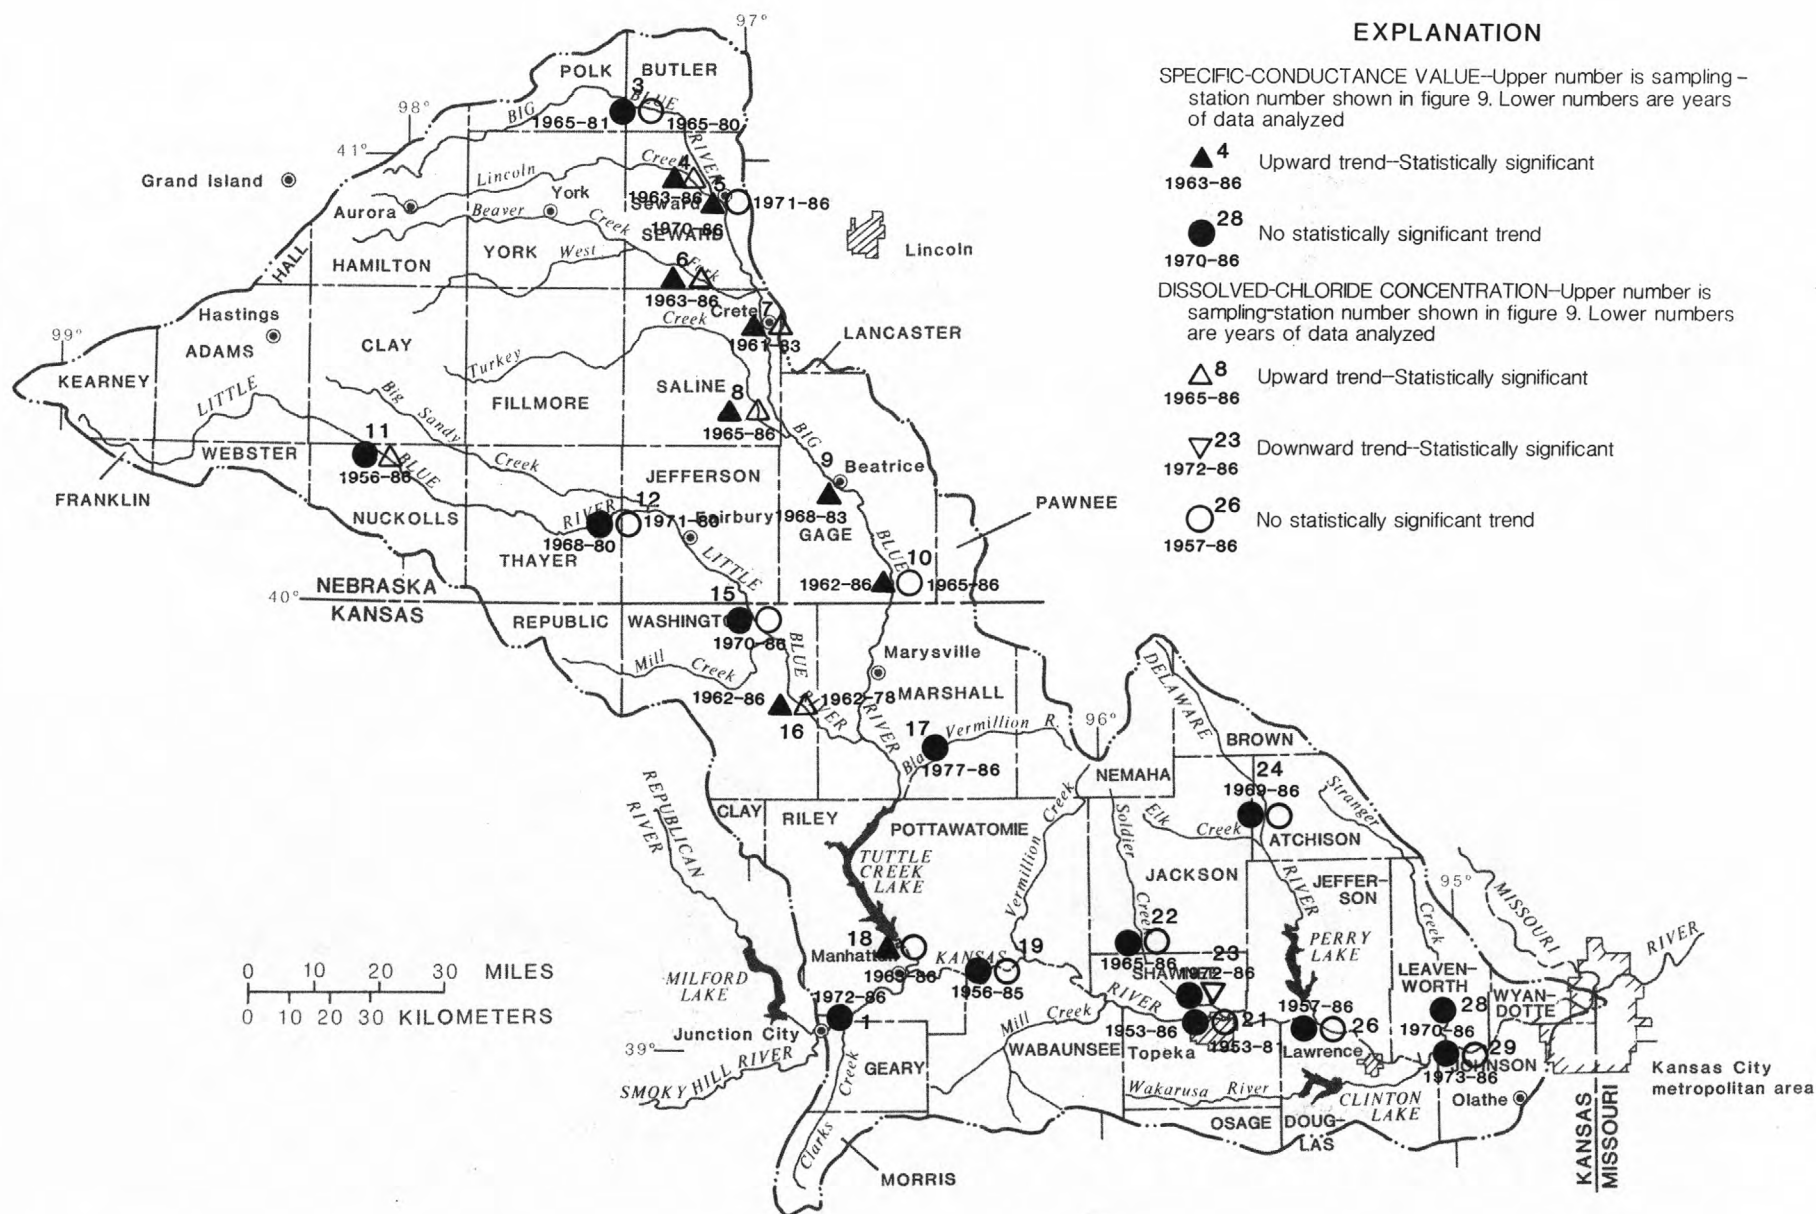 EXPLANATION
SPECIFIC-CONDUCTANCE VALUE--Upper number is sampling-
station number shown in figure 9. Lower numbers are years
of data analyzed
4
1963-86
Upward trend--Statistically significant
28
1970-86
No statistically significant trend
DISSOLVED-CHLORIDE CONCENTRATION--Upper number is
sampling-station number shown in figure 9. Lower numbers
are years of data analyzed
8
1965-86
Upward trend--Statistically significant
23
1972-86
Downward trend--Statistically significant
26
1957-86
No statistically significant trend
97°
98°
41°
99°
40°
96°
95°
39°
POLK
BUTLER
3
BIG
BLUE
RIVER
1965-81
1965-80
Grand Island
Lincoln
Creek
4
1963-86
5
Seward
1970-86
1971-86
SEWARD
Aurora
York
Beaver
Creek
West
Fork
Lincoln
HALL
HAMILTON
YORK
6
1963-86
Crete
7
1961-83
LANCASTER
Hastings
ADAMS
CLAY
Turkey
Creek
KEARNEY
LITTLE
Big
Sandy
Creek
FILLMORE
SALINE
8
1965-86
BIG
11
WEBSTER
1956-86
BLUE
FRANKLIN
NUCKOLLS
JEFFERSON
9
Beatrice
1968-83
GAGE
PAWNEE
12
RIVER
1971-80
Fairbury
1968-80
THAYER
LITTLE
BLUE
10
1962-86
1965-86
NEBRASKA
KANSAS
15
REPUBLIC
WASHINGTON
1970-86
BLUE
RIVER
Mill
Creek
Marysville
MARSHALL
1962-86
1962-78
16
RIVER
17
Vermillion R.
1977-86
DELAWARE
RIVER
BROWN
NEMAHA
24
1969-86
Stranger
Creek
REPUBLICAN
RIVER
CLAY
RILEY
POTTAWATOMIE
Vermillion
Creek
Soldier
Creek
Elk
Creek
ATCHISON
TUTTLE
CREEK
LAKE
JACKSON
JEFFER-
SON
MISSOURI
RIVER
18
Manhattan
1963-86
KANSAS
RIVER
19
1956-85
22
1965-86
23
SHAWNEE
1972-86
PERRY
LAKE
LEAVEN-
WORTH
WYAN-
DOTTE
MILFORD
LAKE
1972-86
1
Junction City
SMOKY HILL RIVER
Creek
Clarks
GEARY
Mill Creek
WABAUNSEE
1953-86
21
1953-81
Topeka
1957-86
26
Lawrence
28
1970-86
29
JOHNSON
1973-86
Olathe
Wakarusa River
CLINTON
LAKE
OSAGE
DOUG-
LAS
MORRIS
Kansas City
metropolitan area
KANSAS
MISSOURI
0 10 20 30 MILES
0 10 20 30 KILOMETERS